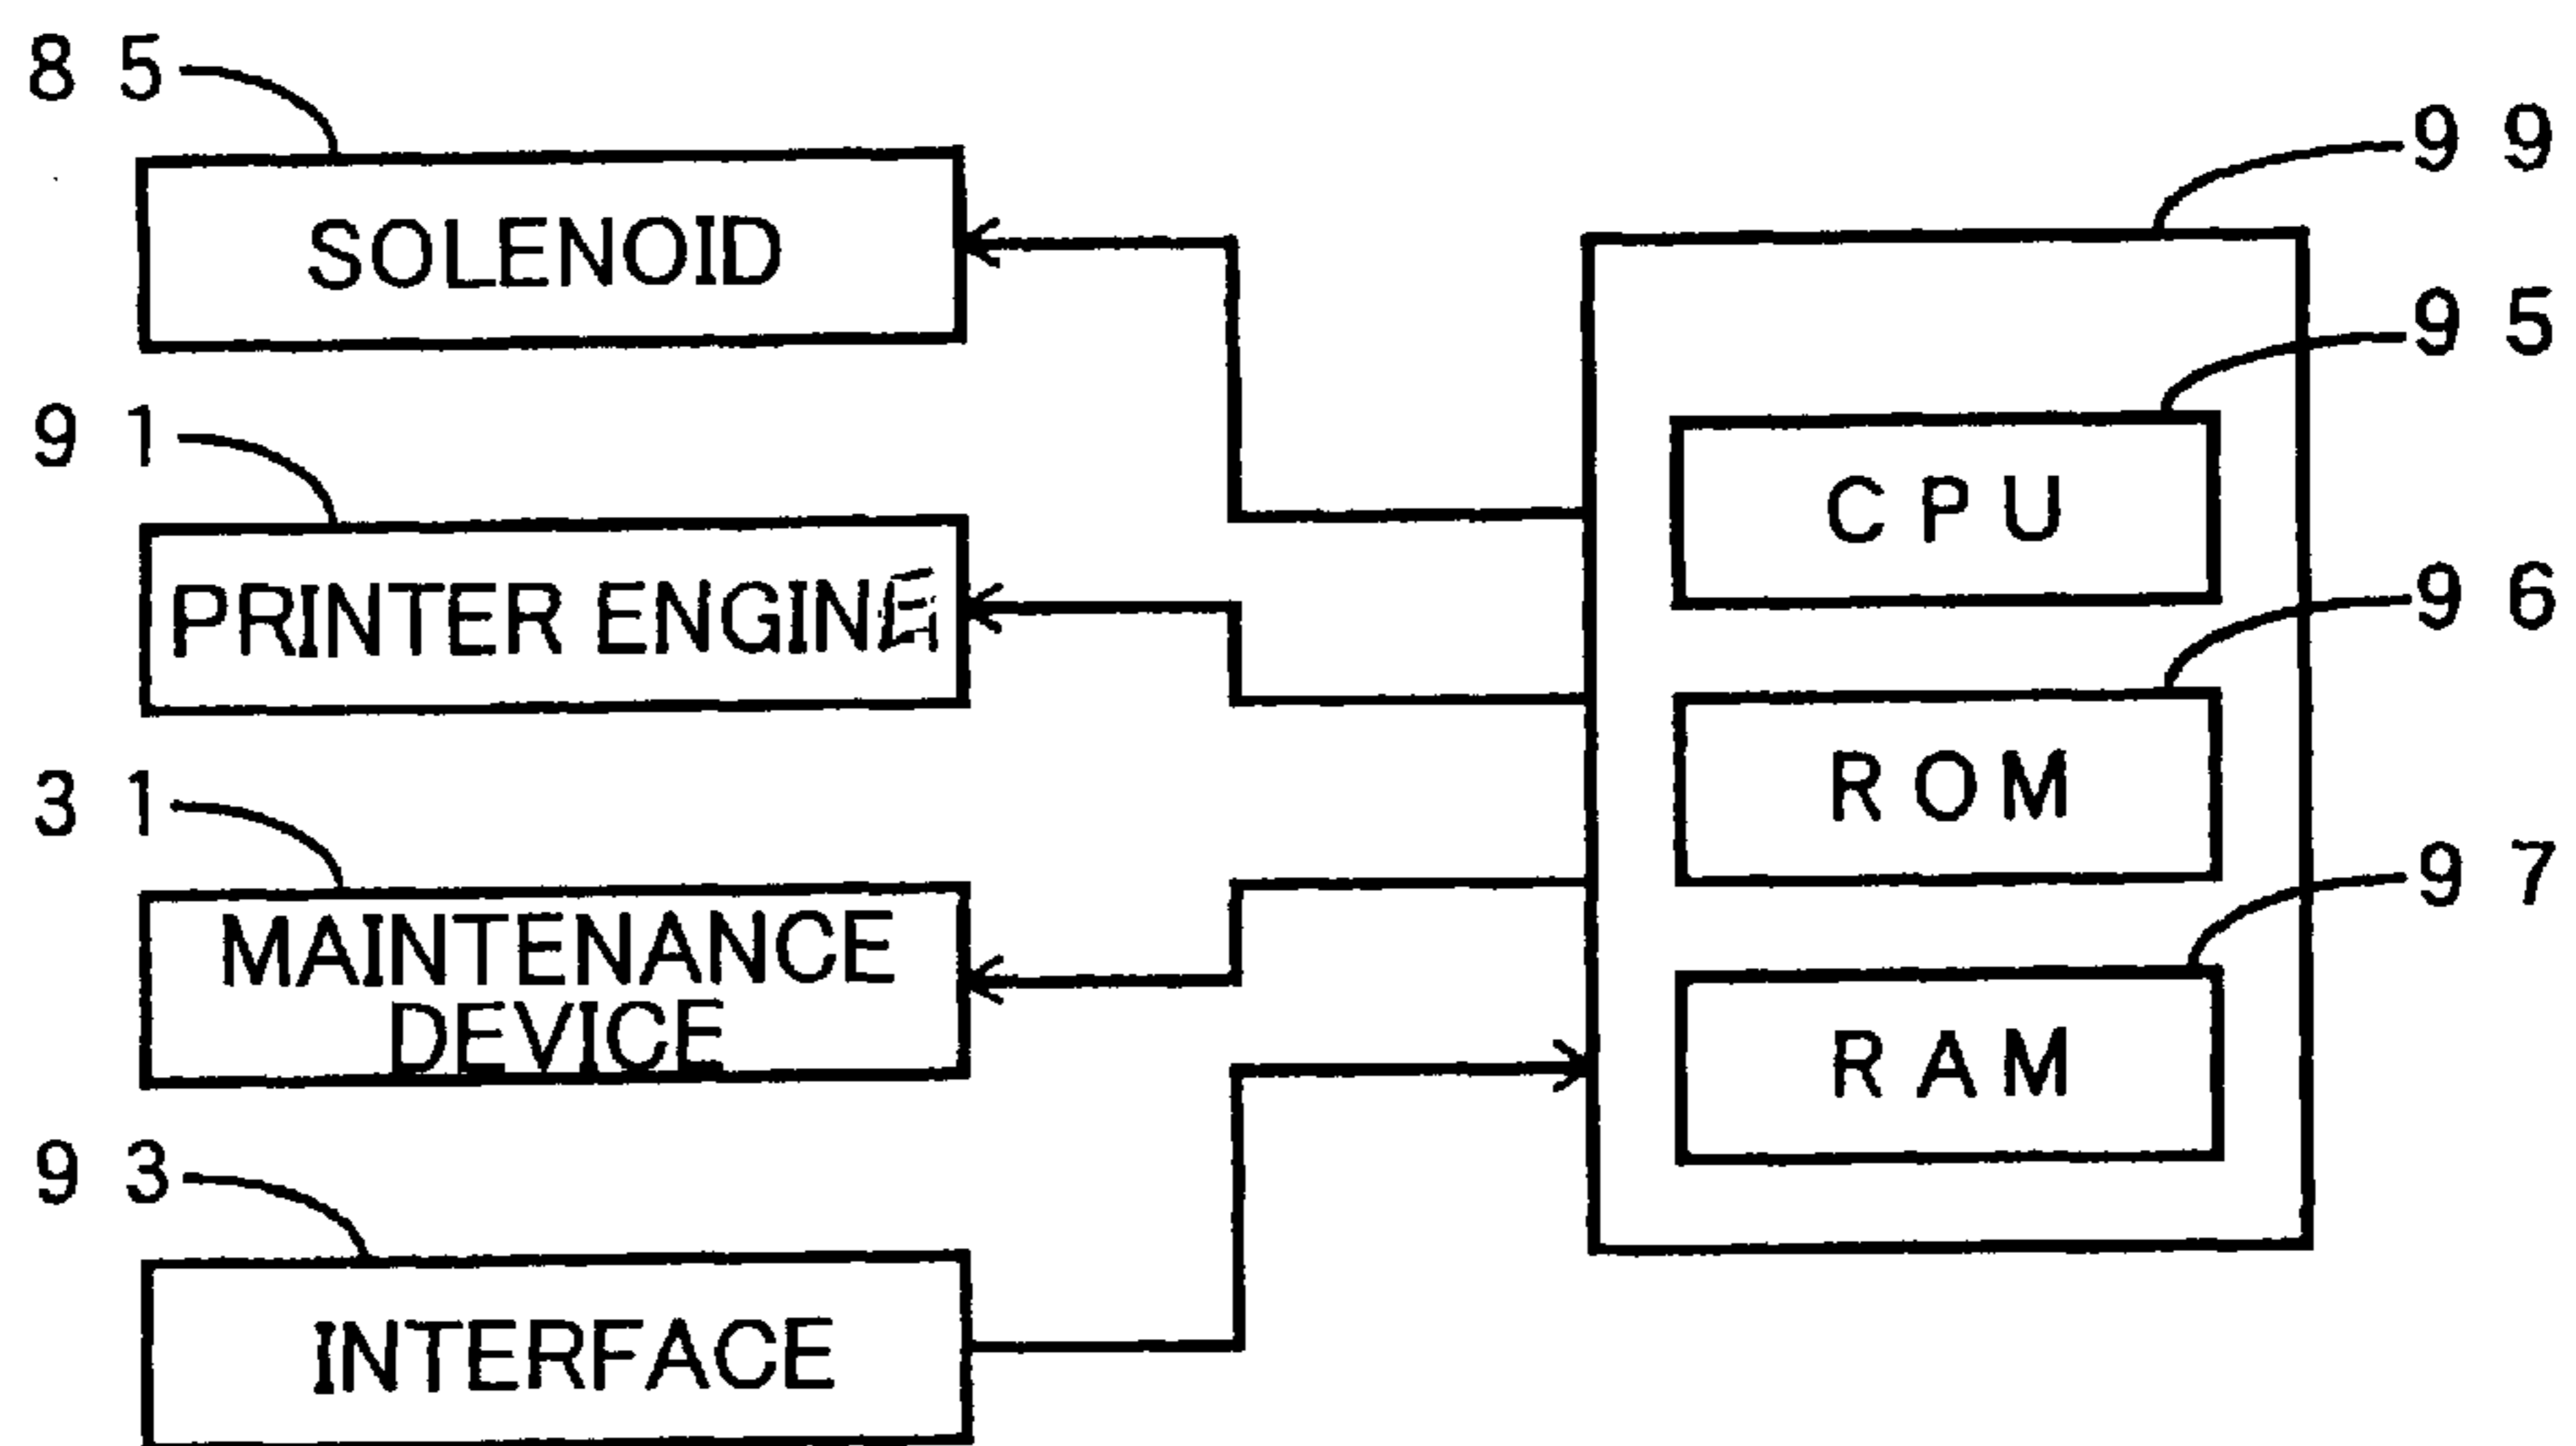 8 5
SOLENOID
9 1
PRINTER ENGINE
3 1
MAINTENANCE
DEVICE
9 3
INTERFACE
9 9
9 5
C P U
9 6
R O M
9 7
R A M